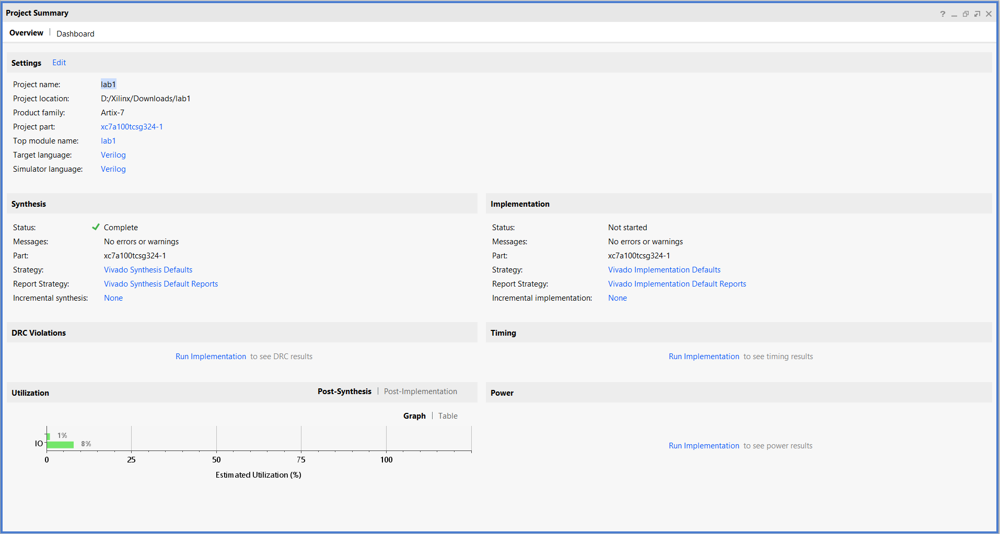 Project Summary
Overview | Dashboard
Settings Edit
Project name: lab1
Project location: D:/Xilinx/Downloads/lab1
Product family: Artix-7
Project part: xc7a100tcsg324-1
Top module name: lab1
Target language: Verilog
Simulator language: Verilog
Synthesis
Status: Complete
Messages: No errors or warnings
Part: xc7a100tcsg324-1
Strategy: Vivado Synthesis Defaults
Report Strategy: Vivado Synthesis Default Reports
Incremental synthesis: None
Implementation
Status: Not started
Messages: No errors or warnings
Part: xc7a100tcsg324-1
Strategy: Vivado Implementation Defaults
Report Strategy: Vivado Implementation Default Reports
Incremental implementation: None
DRC Violations
Run Implementation to see DRC results
Timing
Run Implementation to see timing results
Utilization Post-Synthesis | Post-Implementation
Graph | Table
1%
IO 8%
0 25 50 75 100
Estimated Utilization (%)
Power
Run Implementation to see power results